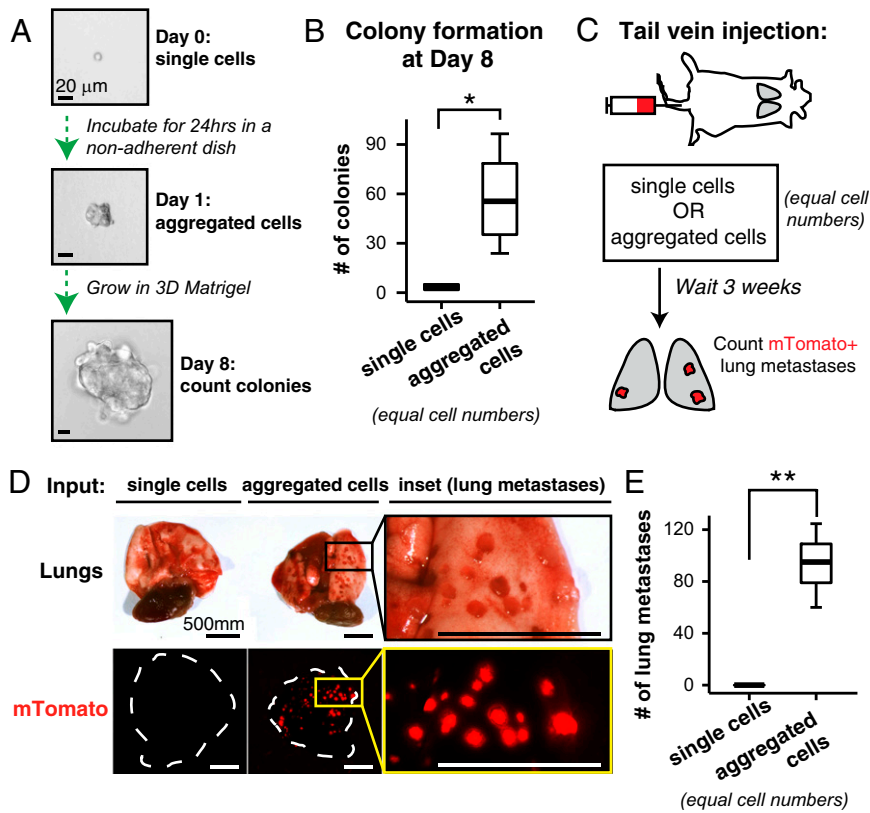 A
Day 0:
single cells
20 μm
Incubate for 24hrs in a
non-adherent dish
Day 1:
aggregated cells
Grow in 3D Matrigel
Day 8:
count colonies
B
Colony formation
at Day 8
*
# of colonies
90
60
30
0
single cells
aggregated
cells
(equal cell numbers)
C
Tail vein injection:
single cells
OR
aggregated cells
(equal cell
numbers)
Wait 3 weeks
Count mTomato+
lung metastases
D
Input:
single cells
aggregated cells
inset (lung metastases)
Lungs
500mm
mTomato
E
**
# of lung metastases
120
80
40
0
single cells
aggregated
cells
(equal cell numbers)